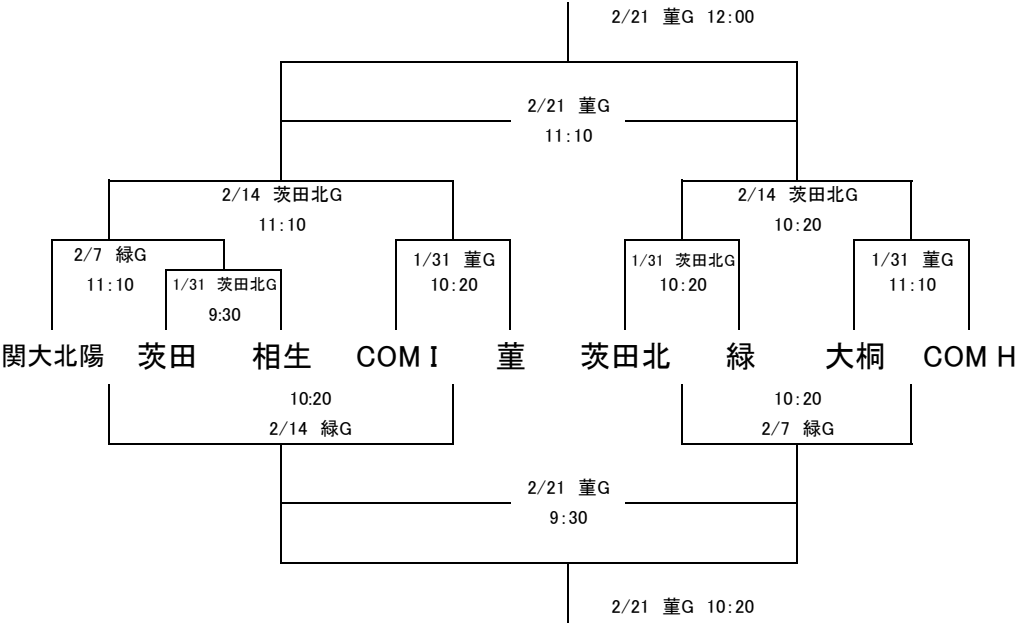 2/21 菫G 12:00
2/21 菫G
11:10
2/14 茨田北G
11:10
2/14 茨田北G
10:20
2/7 緑G
11:10
1/31 茨田北G
9:30
1/31 菫G
10:20
1/31 茨田北G
10:20
1/31 菫G
11:10
関大北陽 茨田 相生 COM I 菫 茨田北 緑 大桐 COM H
10:20
2/14 緑G
10:20
2/7 緑G
2/21 菫G
9:30
2/21 菫G 10:20